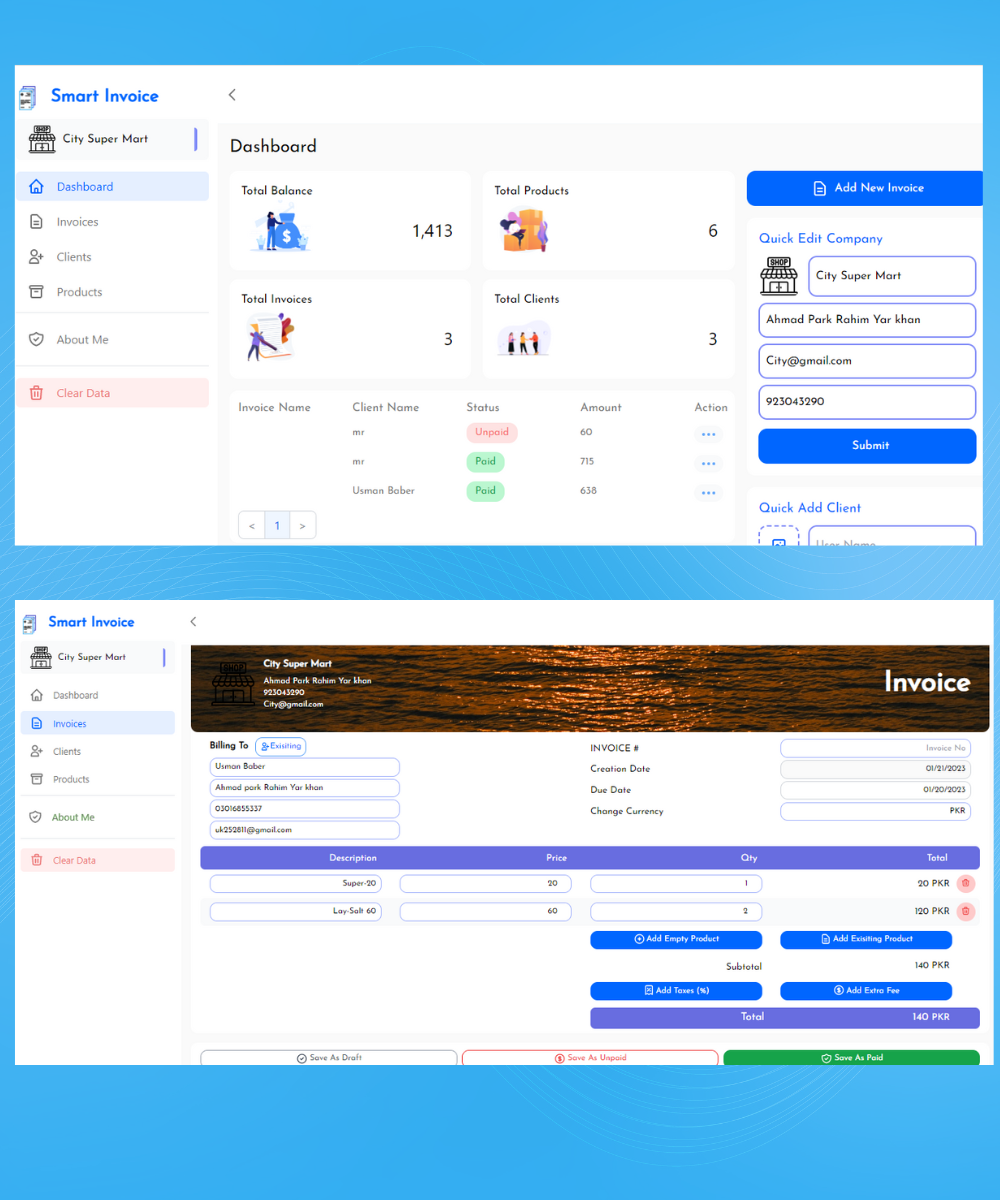 Smart Invoice
City Super Mart
Dashboard
Invoices
Clients
Products
About Me
Clear Data
Dashboard
Total Balance
1,413
Total Products
6
Total Invoices
3
Total Clients
3
Invoice Name Client Name Status Amount Action
mr Unpaid 60
mr Paid 715
Usman Baber Paid 638
< 1 >
Add New Invoice
Quick Edit Company
SHOP
City Super Mart
Ahmad Park Rahim Yar khan
City@gmail.com
923043290
Submit
Quick Add Client
User Name
Smart Invoice
SHOP
City Super Mart
Dashboard
Invoices
Clients
Products
About Me
Clear Data
SHOP
City Super Mart
Ahmad Park Rahim Yar khan
923043290
City@gmail.com
Invoice
Billing To Exisiting
Usman Baber
Ahmad park Rahim Yar khan
03016855337
uk252811@gmail.com
INVOICE # Invoice No
Creation Date 01/21/2023
Due Date 01/20/2023
Change Currency PKR
Description Price Qty Total
Super-20 20 1 20 PKR
Lay-Salt 60 60 2 120 PKR
Add Empty Product Add Exisiting Product
Subtotal 140 PKR
Add Taxes (%) Add Extra Fee
Total 140 PKR
Save As Draft Save As Unpaid Save As Paid